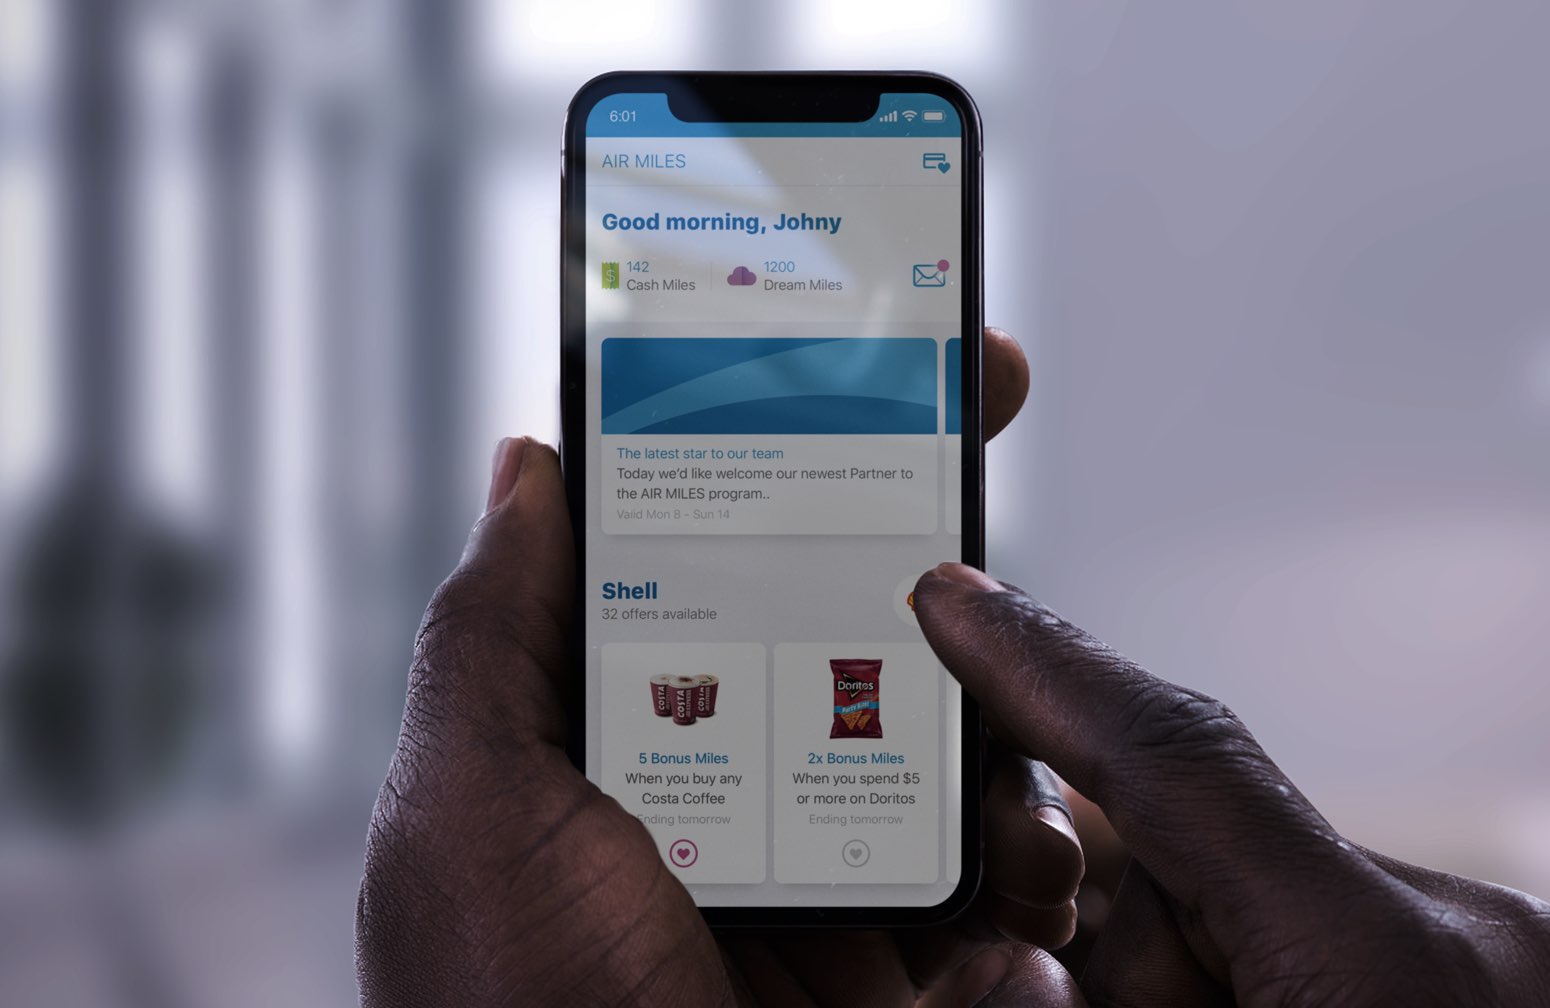 6:01
AIR MILES
Good morning, Johny
142
Cash Miles
1200
Dream Miles
The latest star to our team
Today we'd like welcome our newest Partner to
the AIR MILES program..
Valid Mon 8 - Sun 14
Shell
32 offers available
COSTA
COSTA
COSTA
Doritos
Party Size!
5 Bonus Miles
When you buy any
Costa Coffee
Ending tomorrow
2x Bonus Miles
When you spend $5
or more on Doritos
Ending tomorrow